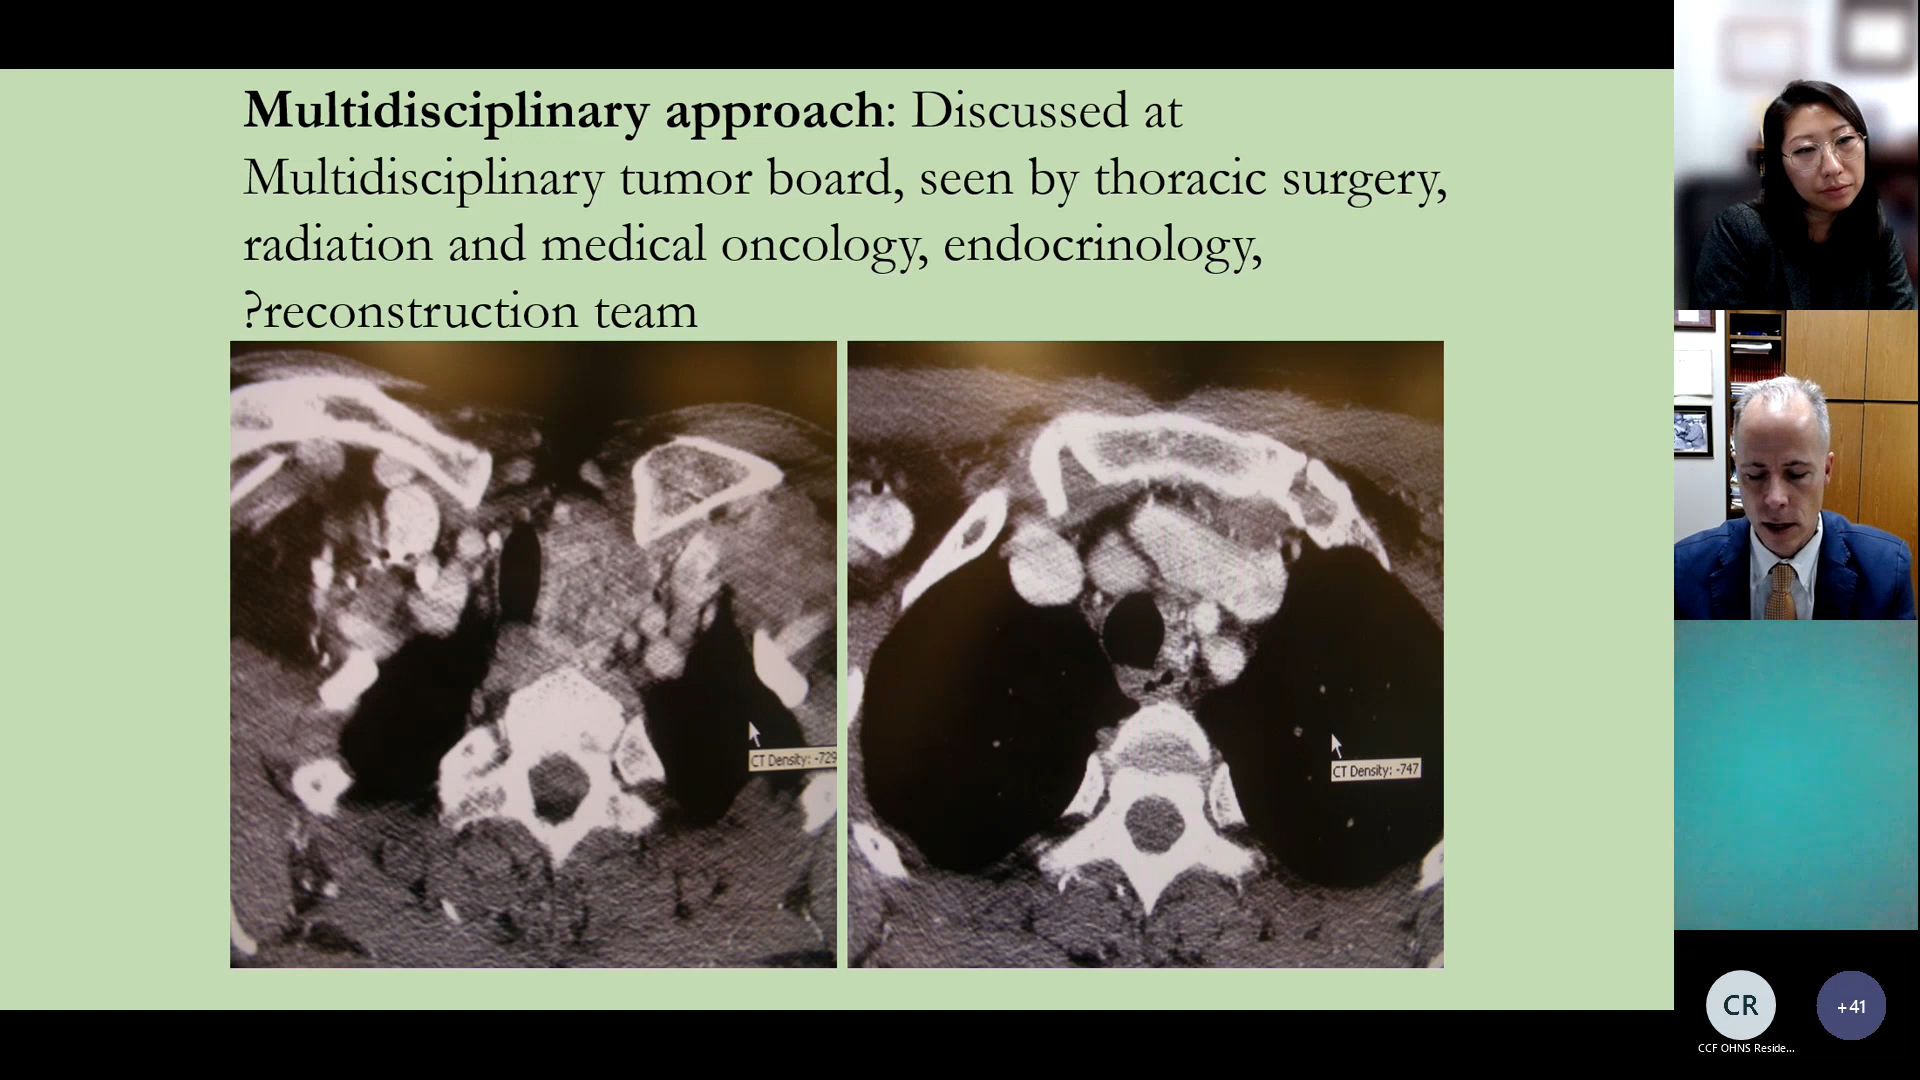 Multidisciplinary approach: Discussed at
Multidisciplinary tumor board, seen by thoracic surgery,
radiation and medical oncology, endocrinology,
?reconstruction team
CT Density: -729
CT Density: -747
CR
+41
CCF OHNS Reside...